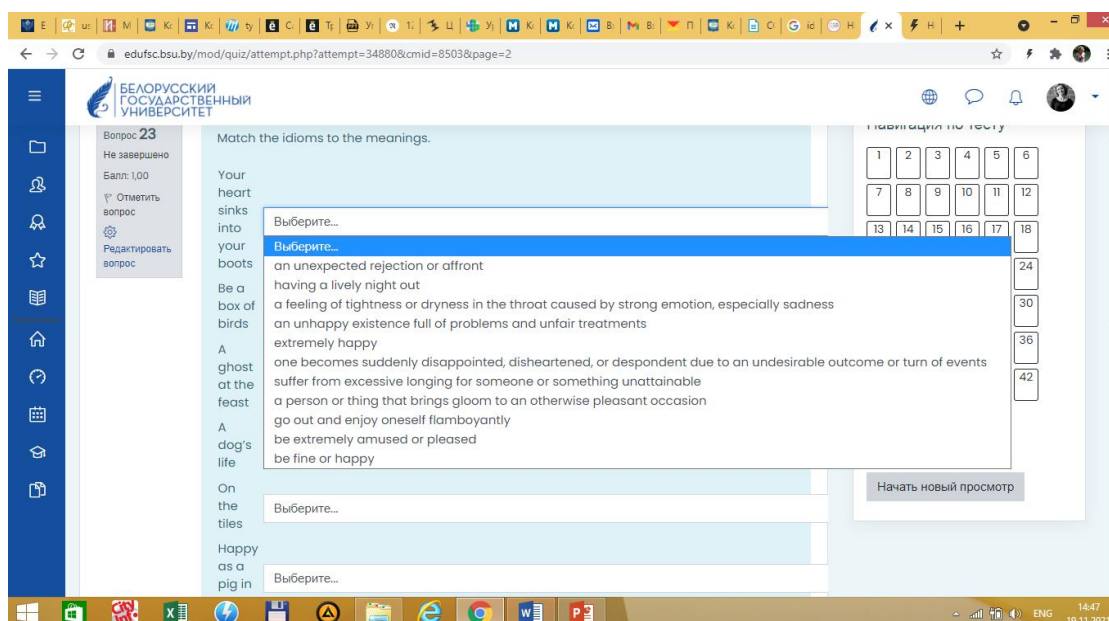 edufsc.bsu.by/mod/quiz/attempt.php?attempt=34880&cmid=8503&page=2
БЕЛОРУССКИЙ
ГОСУДАРСТВЕННЫЙ
УНИВЕРСИТЕТ
Вопрос 23
Не завершено
Балл: 1,00
Отметить
вопрос
Редактировать
вопрос
Match the idioms to the meanings.
Your
heart
sinks
into
your
boots
Выберите...
Выберите...
an unexpected rejection or affront
having a lively night out
a feeling of tightness or dryness in the throat caused by strong emotion, especially sadness
an unhappy existence full of problems and unfair treatments
extremely happy
one becomes suddenly disappointed, disheartened, or despondent due to an undesirable outcome or turn of events
suffer from excessive longing for someone or something unattainable
a person or thing that brings gloom to an otherwise pleasant occasion
go out and enjoy oneself flamboyantly
be extremely amused or pleased
be fine or happy
Be a
box of
birds
A
ghost
at the
feast
A
dog's
life
On
the
tiles
Выберите...
Happy
as a
pig in
Выберите...
Навигация по тесту
1 2 3 4 5 6
7 8 9 10 11 12
13 14 15 16 17 18
24
30
36
42
Начать новый просмотр
ENG
14:47